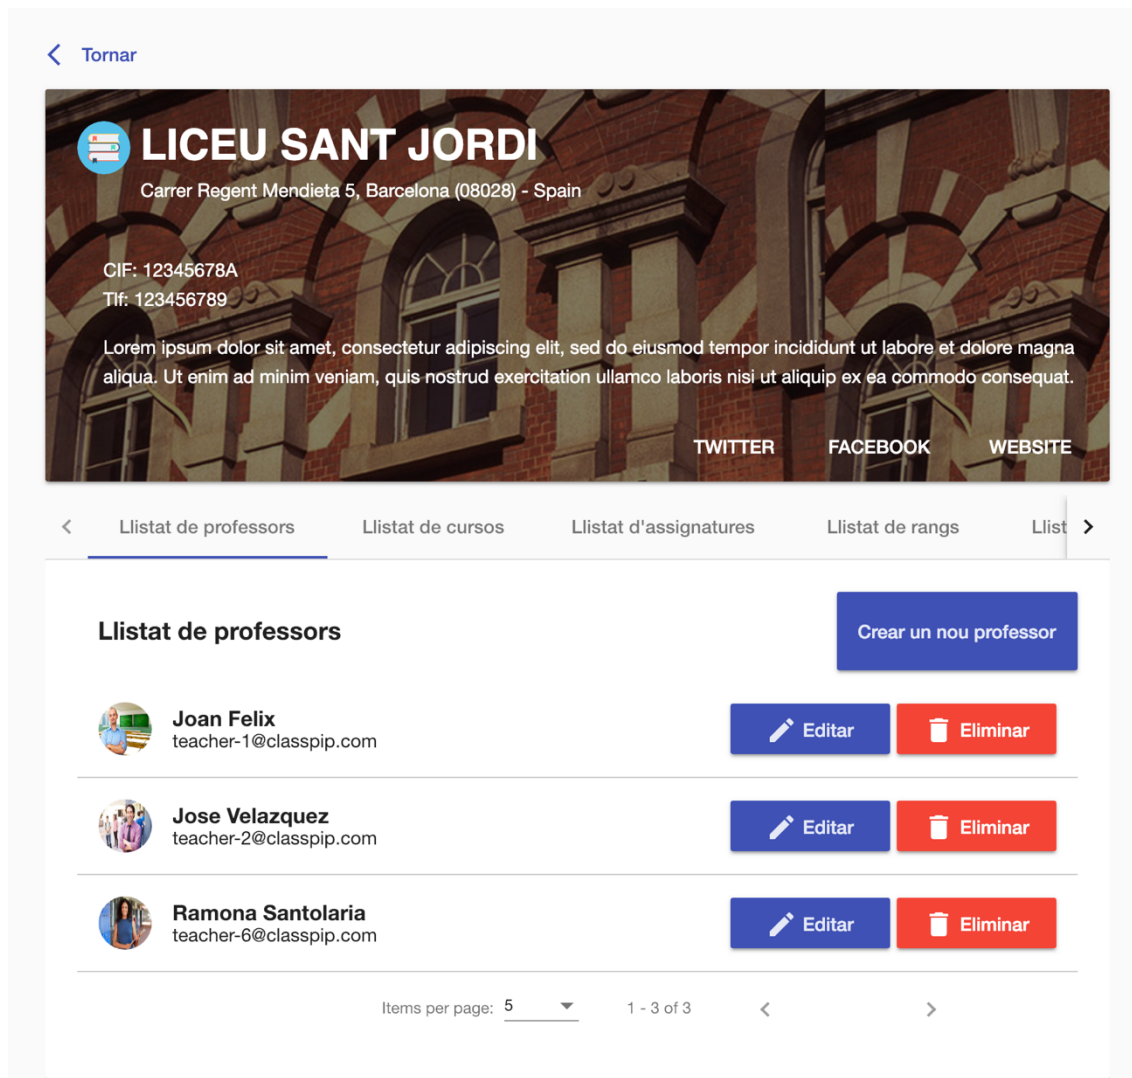 Tornar
LICEU SANT JORDI
Carrer Regent Mendieta 5, Barcelona (08028) - Spain
CIF: 12345678A
Tlf: 123456789
Lorem ipsum dolor sit amet, consectetur adipiscing elit, sed do eiusmod tempor incididunt ut labore et dolore magna
aliqua. Ut enim ad minim veniam, quis nostrud exercitation ullamco laboris nisi ut aliquip ex ea commodo consequat.
TWITTER FACEBOOK WEBSITE
Llistat de professors Llistat de cursos Llistat d'assignatures Llistat de rangs Llist
Llistat de professors
Crear un nou professor
Joan Felix
teacher-1@classpip.com
Editar Eliminar
Jose Velazquez
teacher-2@classpip.com
Editar Eliminar
Ramona Santolaria
teacher-6@classpip.com
Editar Eliminar
Items per page: 5 1 - 3 of 3